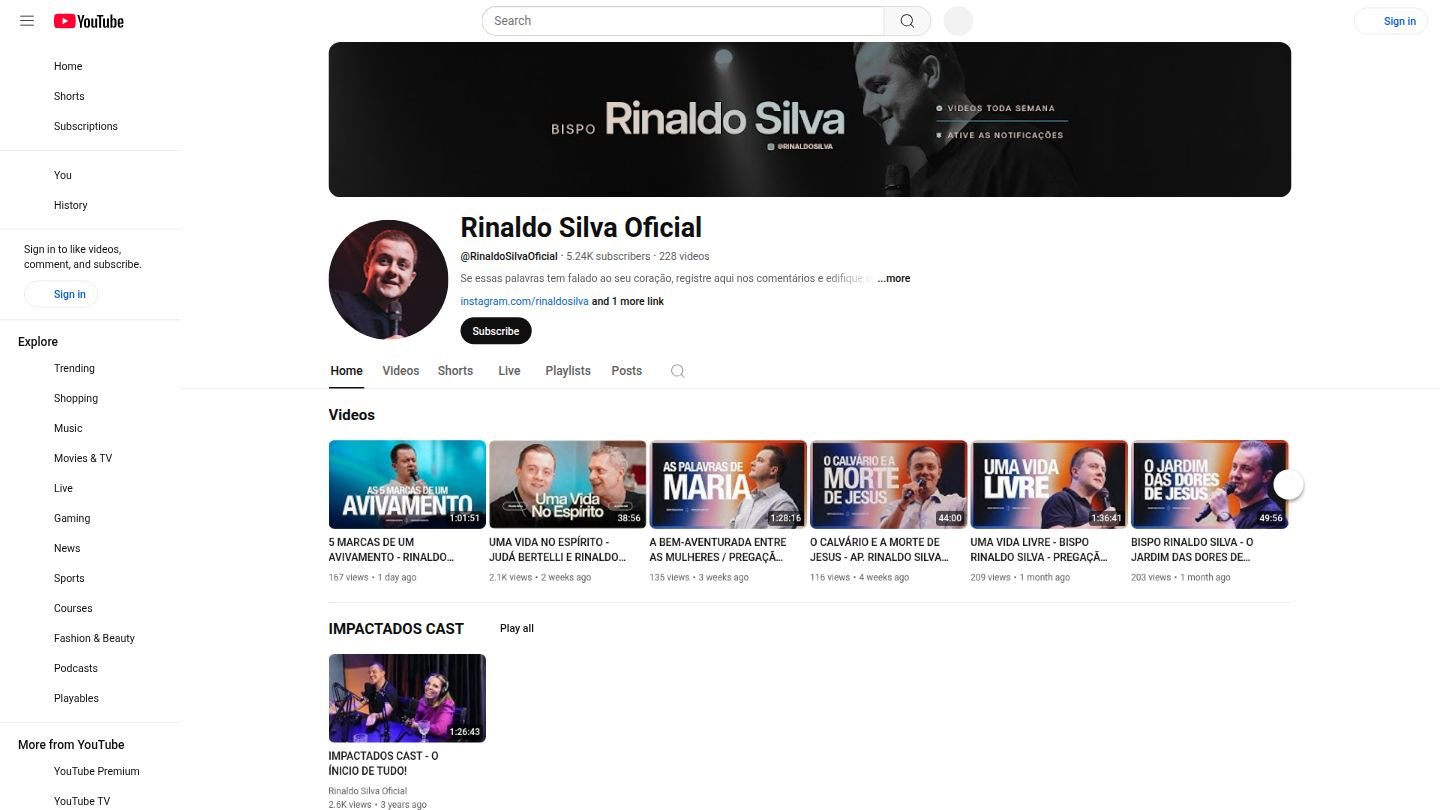 YouTube
Search
Sign in
Home
Shorts
Subscriptions
You
History
Sign in to like videos,
comment, and subscribe.
Sign in
Explore
Trending
Shopping
Music
Movies & TV
Live
Gaming
News
Sports
Courses
Fashion & Beauty
Podcasts
Playables
More from YouTube
YouTube Premium
YouTube TV
BISPO Rinaldo Silva
@RINALDOSILVA
VIDEOS TODA SEMANA
ATIVE AS NOTIFICAÇÕES
Rinaldo Silva Oficial
@RinaldoSilvaOficial · 5.24K subscribers · 228 videos
Se essas palavras tem falado ao seu coração, registre aqui nos comentários e edifique o ...more
instagram.com/rinaldosilva and 1 more link
Subscribe
Home Videos Shorts Live Playlists Posts
Videos
AS 5 MARCAS DE UM
AVIVAMENTO
1:01:51
5 MARCAS DE UM
AVIVAMENTO - RINALDO...
167 views • 1 day ago
Uma Vida
No Espírito
38:56
UMA VIDA NO ESPÍRITO -
JUDÁ BERTELLI E RINALDO...
2.1K views • 2 weeks ago
AS PALAVRAS DE
MARIA
1:28:16
A BEM-AVENTURADA ENTRE
AS MULHERES / PREGAÇÃ...
135 views • 3 weeks ago
O CALVÁRIO E A
MORTE
DE JESUS
44:00
O CALVÁRIO E A MORTE DE
JESUS - AP. RINALDO SILVA...
116 views • 4 weeks ago
UMA VIDA
LIVRE
1:36:41
UMA VIDA LIVRE - BISPO
RINALDO SILVA - PREGAÇÃ...
209 views • 1 month ago
O JARDIM
DAS DORES
DE JESUS
49:56
BISPO RINALDO SILVA - O
JARDIM DAS DORES DE...
203 views • 1 month ago
IMPACTADOS CAST
Play all
1:26:43
IMPACTADOS CAST - O
ÍNICIO DE TUDO!
Rinaldo Silva Oficial
2.6K views • 3 years ago